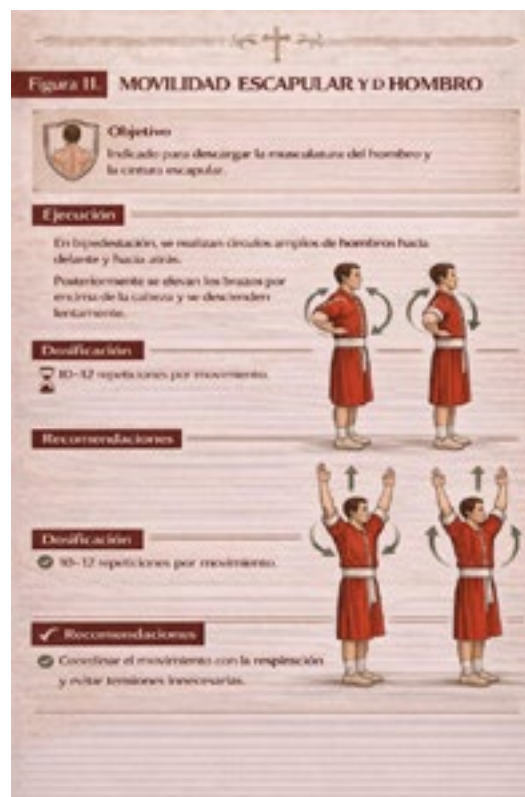 Figura 11.
MOVILIDAD ESCAPULAR Y D HOMBRO
Objetivo
Indicado para descargar la musculatura del hombro y
la cintura escapular.
Ejecución
En bipedestación, se realizan círculos amplios de hombros hacia
delante y hacia atrás.
Posteriormente se elevan los brazos por
encima de la cabeza y se descienden
lentamente.
Dosificación
10–12 repeticiones por movimiento.
Recomendaciones
Dosificación
10–12 repeticiones por movimiento.
Recomendaciones
Coordinar el movimiento con la respiración
y evitar tensiones innecesarias.